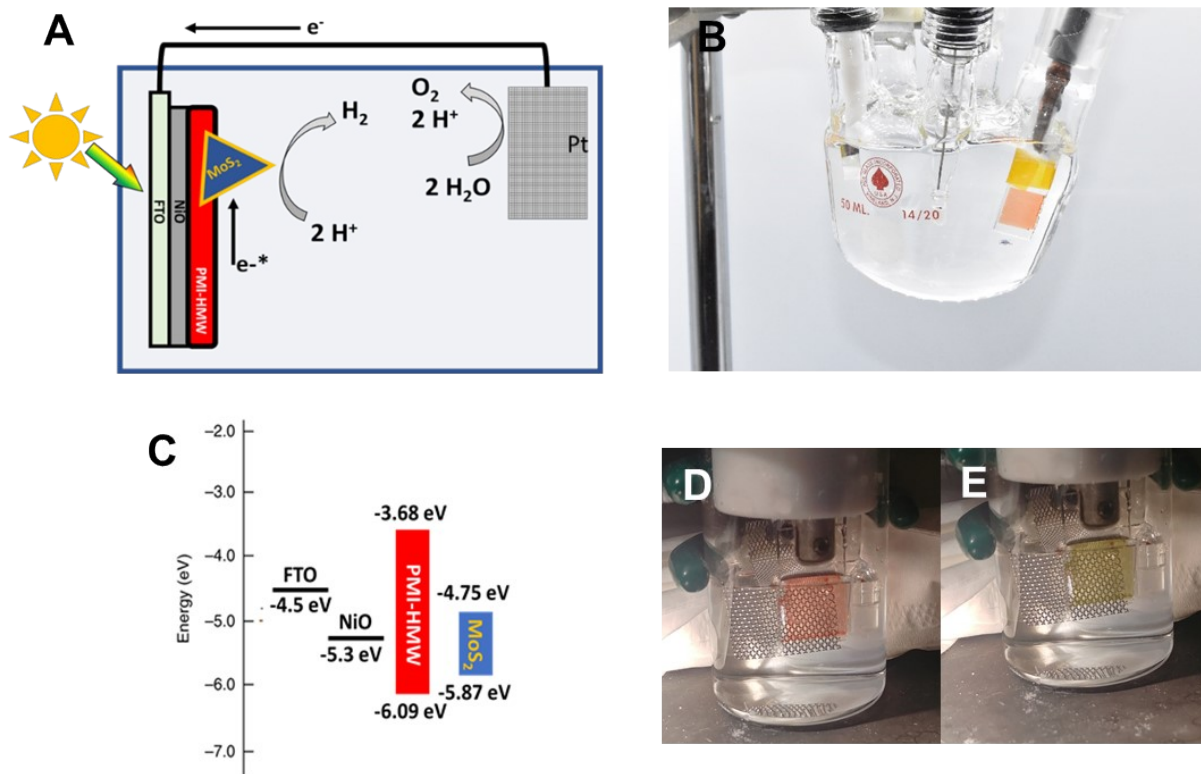 A
e-
H₂
O₂
2 H⁺
Pt
2 H₂O
2 H⁺
MoS₂
FTO
NiO
PMI-HMW
e-*
B
50 ML.
14/20
USA
C
Energy (eV)
–2.0
–3.0
–4.0
–5.0
–6.0
–7.0
FTO
-4.5 eV
NiO
-5.3 eV
-3.68 eV
PMI-HMW
-6.09 eV
-4.75 eV
MoS₂
-5.87 eV
D
E